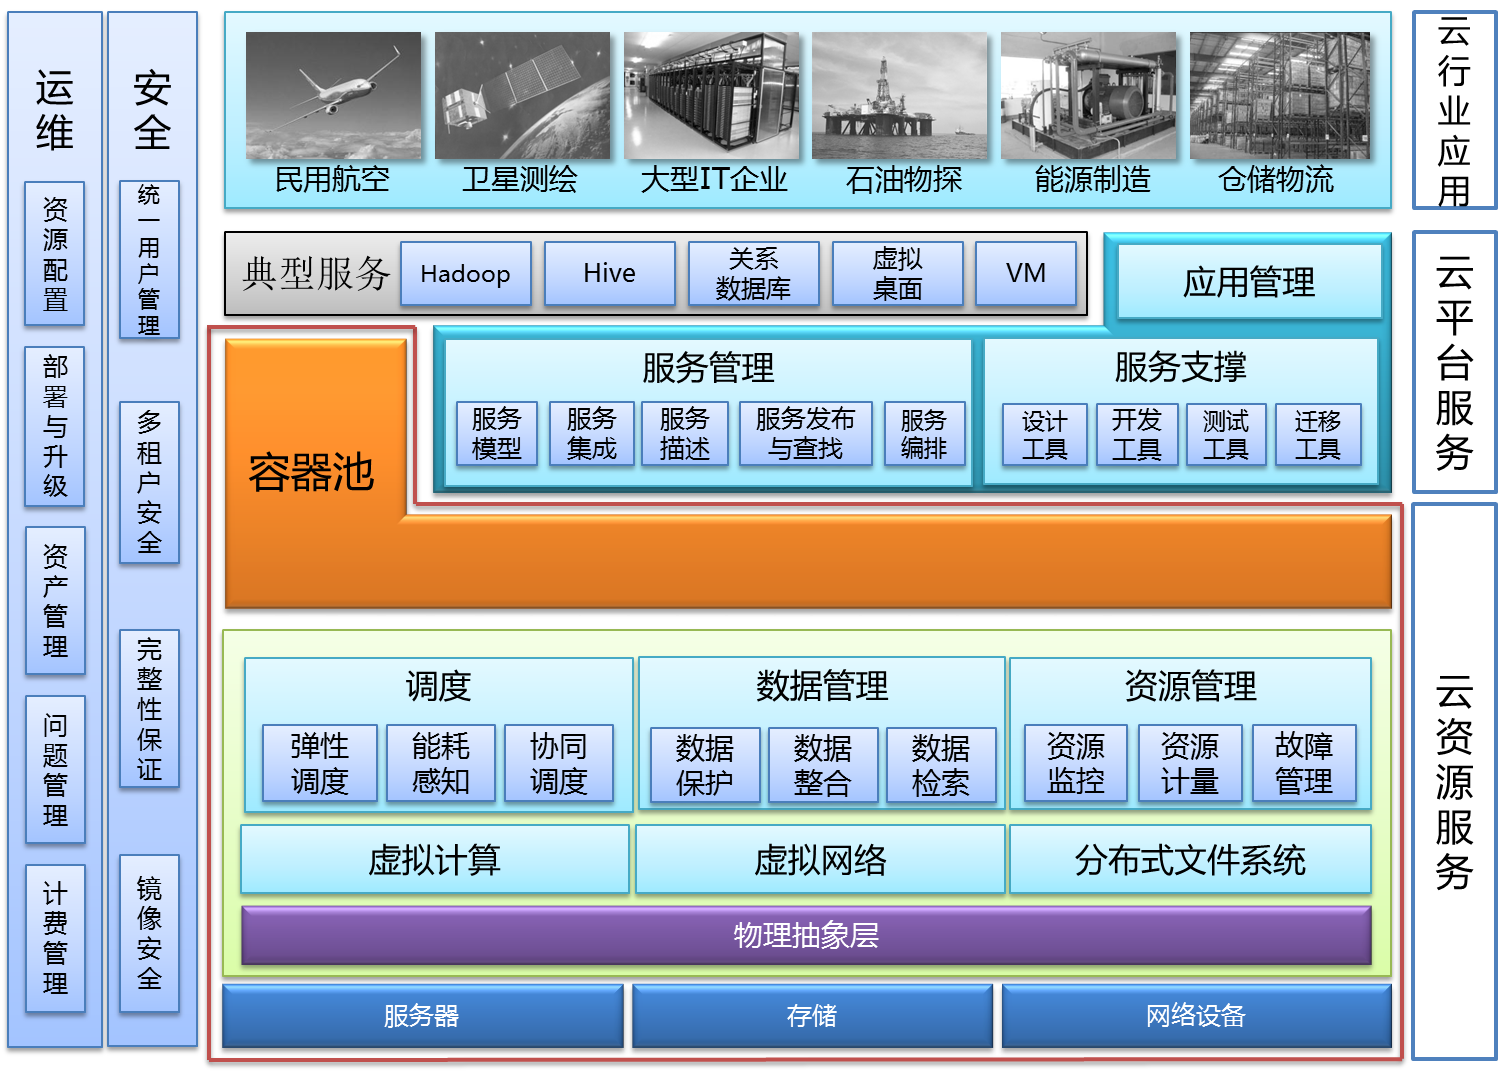 运维
资源配置
部署与升级
资产管理
问题管理
计费管理
安全
统一用户管理
多租户安全
完整性保证
镜像安全
民用航空
卫星测绘
大型IT企业
石油物探
能源制造
仓储物流
云行业应用
典型服务
Hadoop
Hive
关系
数据库
虚拟
桌面
VM
应用管理
云平台服务
服务管理
服务
模型
服务
集成
服务
描述
服务发布
与查找
服务
编排
服务支撑
设计
工具
开发
工具
测试
工具
迁移
工具
容器池
调度
弹性
调度
能耗
感知
协同
调度
数据管理
数据
保护
数据
整合
数据
检索
资源管理
资源
监控
资源
计量
故障
管理
云资源服务
虚拟计算
虚拟网络
分布式文件系统
物理抽象层
服务器
存储
网络设备